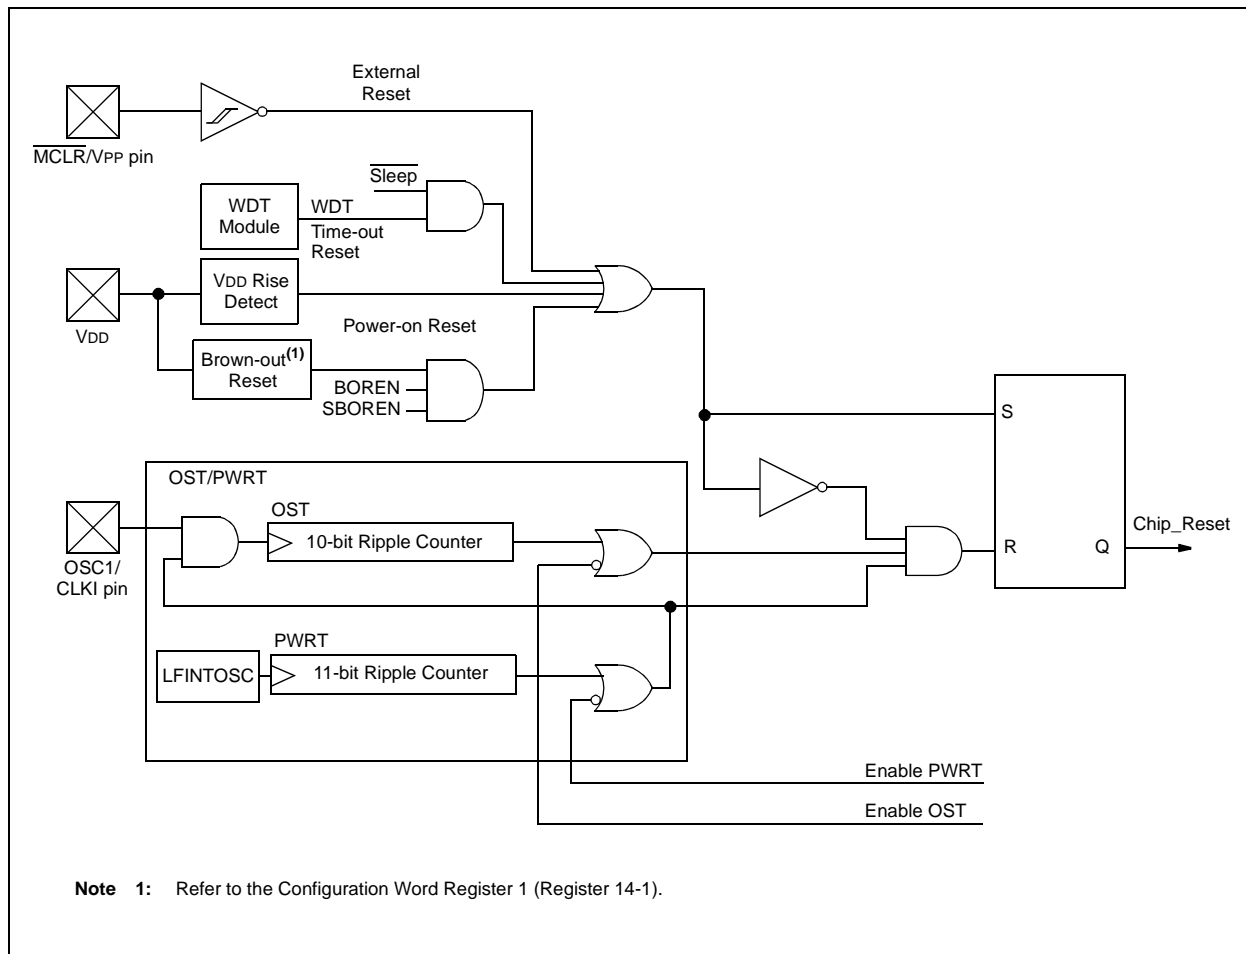 External
Reset
MCLR/VPP pin
Sleep
WDT
Module
WDT
Time-out
Reset
VDD Rise
Detect
VDD
Power-on Reset
Brown-out(1)
Reset
BOREN
SBOREN
S
OST/PWRT
OST
10-bit Ripple Counter
OSC1/
CLKI pin
Chip_Reset
R
Q
PWRT
LFINTOSC
11-bit Ripple Counter
Enable PWRT
Enable OST
Note 1: Refer to the Configuration Word Register 1 (Register 14-1).